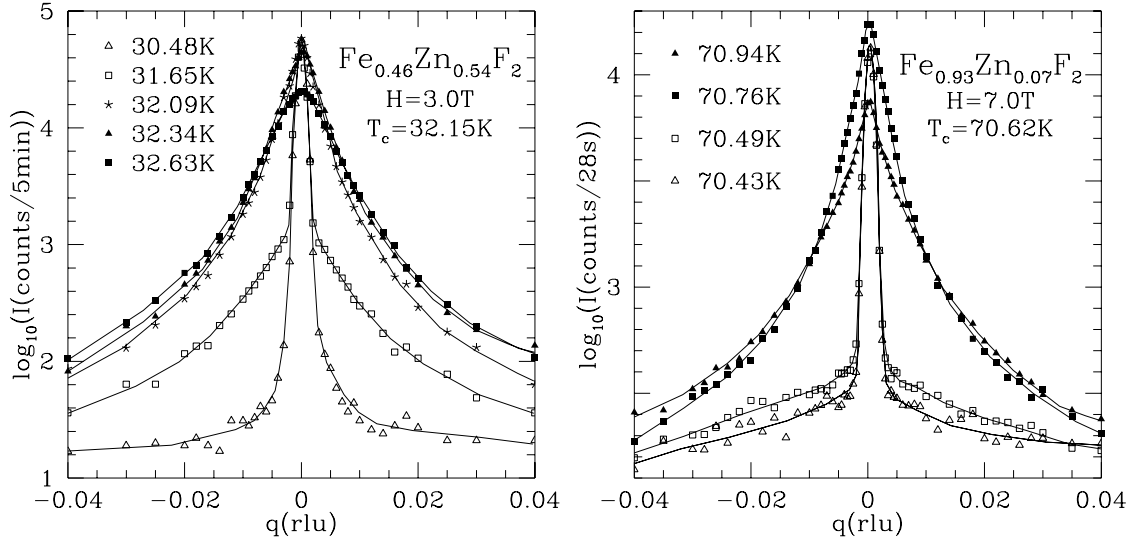 5
4
3
2
1
log₁₀(I(counts/5min))
△ 30.48K
□ 31.65K
✶ 32.09K
▲ 32.34K
■ 32.63K
Fe₀.₄₆Zn₀.₅₄F₂
H=3.0T
T_c=32.15K
−0.04 −0.02 0 0.02 0.04
q(rlu)
4
3
log₁₀(I(counts/28s))
▲ 70.94K
■ 70.76K
□ 70.49K
△ 70.43K
Fe₀.₉₃Zn₀.₀₇F₂
H=7.0T
T_c=70.62K
−0.04 −0.02 0 0.02 0.04
q(rlu)